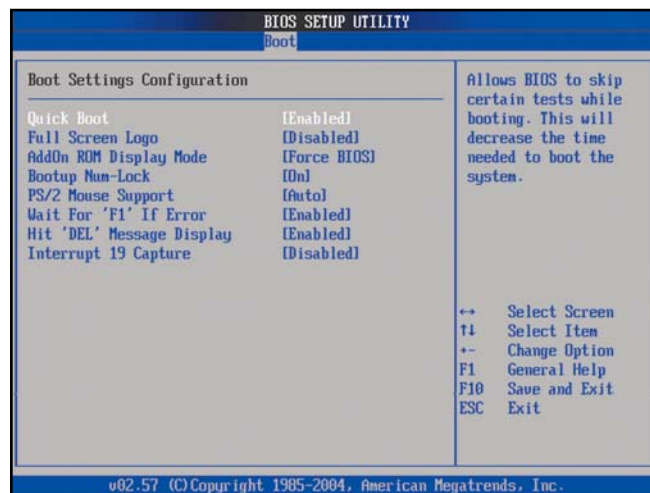 BIOS SETUP UTILITY
Boot
Boot Settings Configuration
Quick Boot [Enabled]
Full Screen Logo [Disabled]
AddOn ROM Display Mode [Force BIOS]
Bootup Num-Lock [On]
PS/2 Mouse Support [Auto]
Wait For 'F1' If Error [Enabled]
Hit 'DEL' Message Display [Enabled]
Interrupt 19 Capture [Disabled]
Allows BIOS to skip
certain tests while
booting. This will
decrease the time
needed to boot the
system.
↔ Select Screen
↑↓ Select Item
+- Change Option
F1 General Help
F10 Save and Exit
ESC Exit
v02.57 (C)Copyright 1985-2004, American Megatrends, Inc.